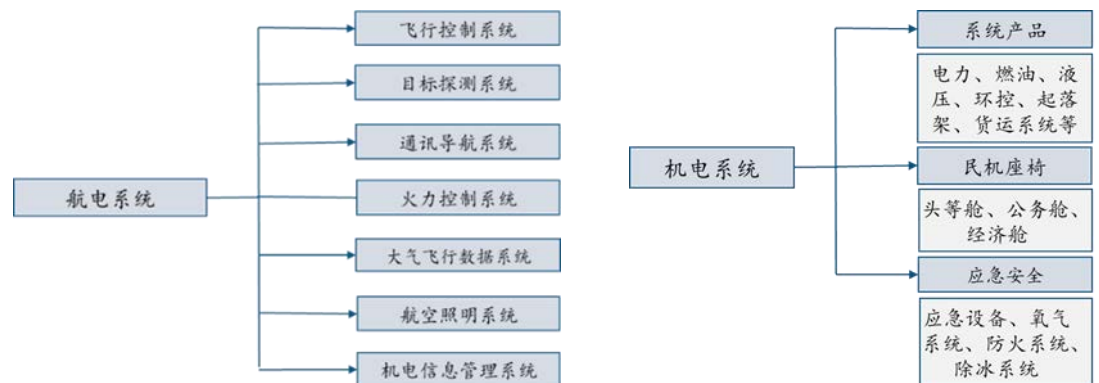 飞行控制系统
目标探测系统
通讯导航系统
航电系统
火力控制系统
大气飞行数据系统
航空照明系统
机电信息管理系统
系统产品
电力、燃油、液
压、环控、起落
架、货运系统等
机电系统
民机座椅
头等舱、公务舱、
经济舱
应急安全
应急设备、氧气
系统、防火系统、
除冰系统